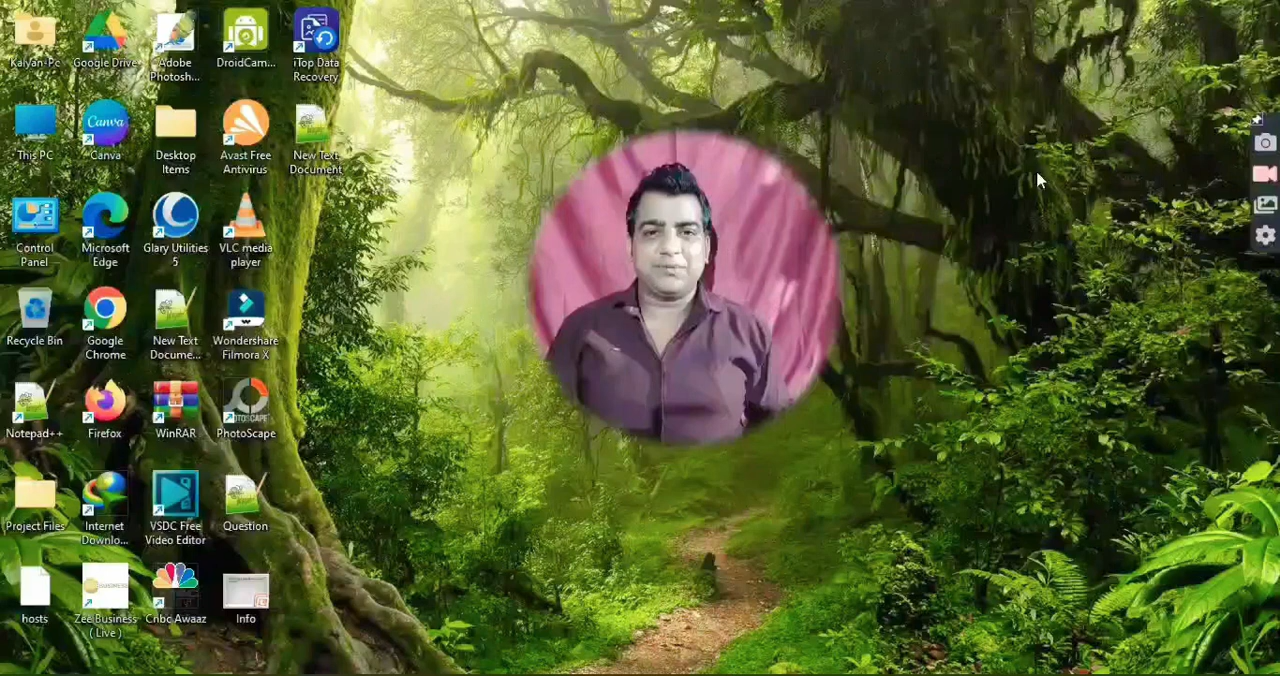 Kalyan-Pc
Google Drive
Adobe
Photosh...
DroidCam...
iTop Data
Recovery
This PC
Canva
Canva
Desktop
Items
Avast Free
Antivirus
New Text
Document
Control
Panel
Microsoft
Edge
Glary Utilities
5
VLC media
player
Recycle Bin
Google
Chrome
New Text
Docume...
Wondershare
Filmora X
Notepad++
Firefox
WinRAR
PhotoScape
Project Files
Internet
Downlo...
VSDC Free
Video Editor
Question
hosts
Zee Business
( Live )
Cnbc Awaaz
Info